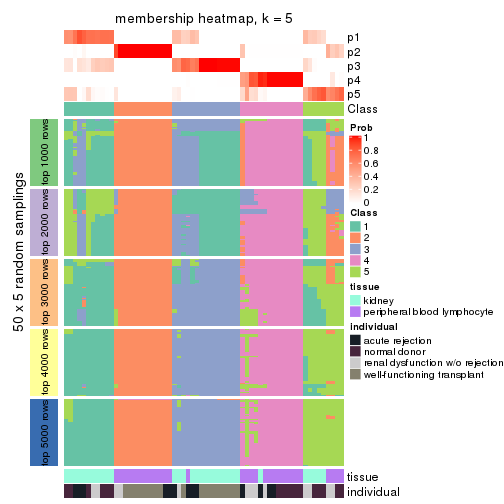 membership heatmap, k = 5
p1
p2
p3
p4
p5
Class
50 x 5 random samplings
top 1000 rows
top 2000 rows
top 3000 rows
top 4000 rows
top 5000 rows
Prob
1
0.8
0.6
0.4
0.2
0
Class
1
2
3
4
5
tissue
kidney
peripheral blood lymphocyte
individual
acute rejection
normal donor
renal dysfunction w/o rejection
well-functioning transplant
tissue
individual